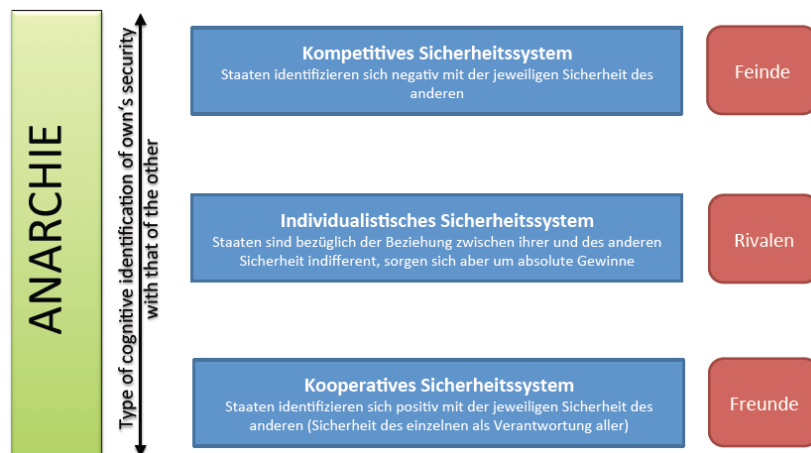 ANARCHIE
Type of cognitive identification of own's security
with that of the other
Kompetitives Sicherheitssystem
Staaten identifizieren sich negativ mit der jeweiligen Sicherheit des
anderen
Feinde
Individualistisches Sicherheitssystem
Staaten sind bezüglich der Beziehung zwischen ihrer und des anderen
Sicherheit indifferent, sorgen sich aber um absolute Gewinne
Rivalen
Kooperatives Sicherheitssystem
Staaten identifizieren sich positiv mit der jeweiligen Sicherheit des
anderen (Sicherheit des einzelnen als Verantwortung aller)
Freunde